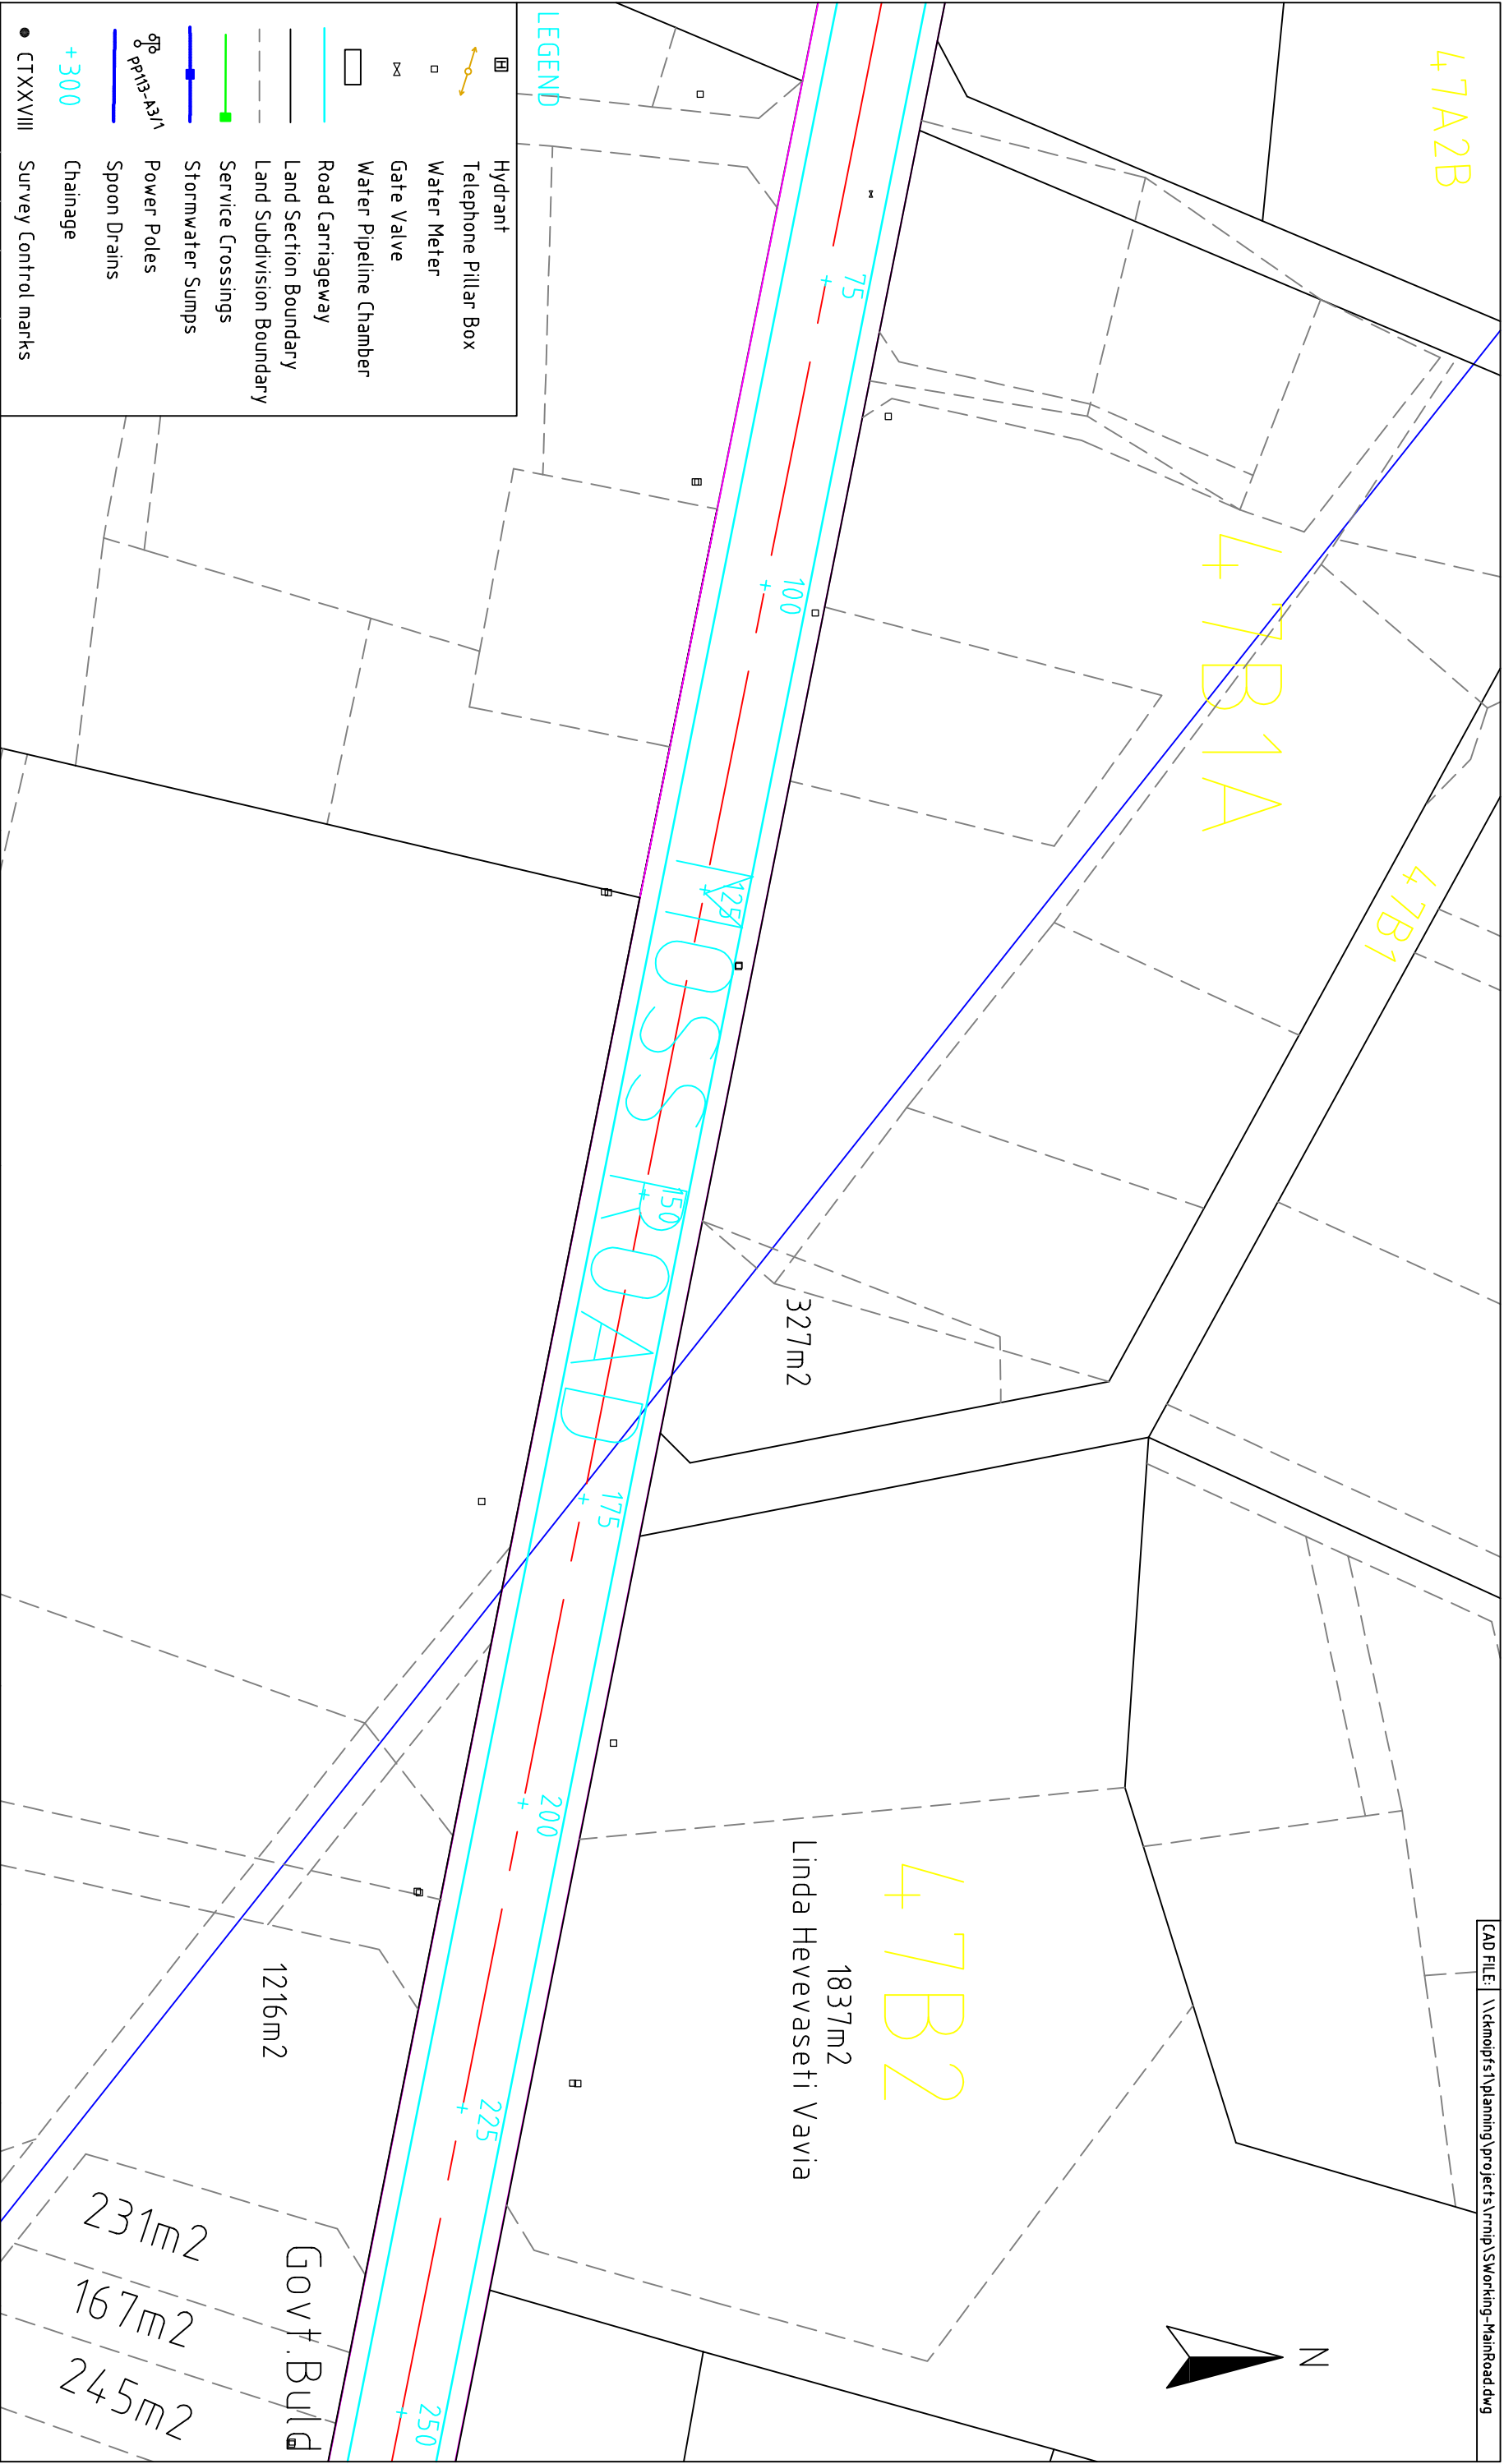 CAD FILE: \\ckmoipfs1\planning\projects\rrnip\SWorking-MainRoad.dwg
47A2B
47B1A
47B1
47B2
1837m2
Linda Hevevaseti Vavia
327m2
N
75
100
125
150
175
200
225
250
MOSS ROAD
1216m2
231m2
167m2
245m2
Govt.Build
LEGEND
Hydrant
Telephone Pillar Box
Water Meter
Gate Valve
Water Pipeline Chamber
Road Carriageway
Land Section Boundary
Land Subdivision Boundary
Service Crossings
Stormwater Sumps
PP113-A3/1 Power Poles
Spoon Drains
+300 Chainage
CTXXVIII Survey Control marks